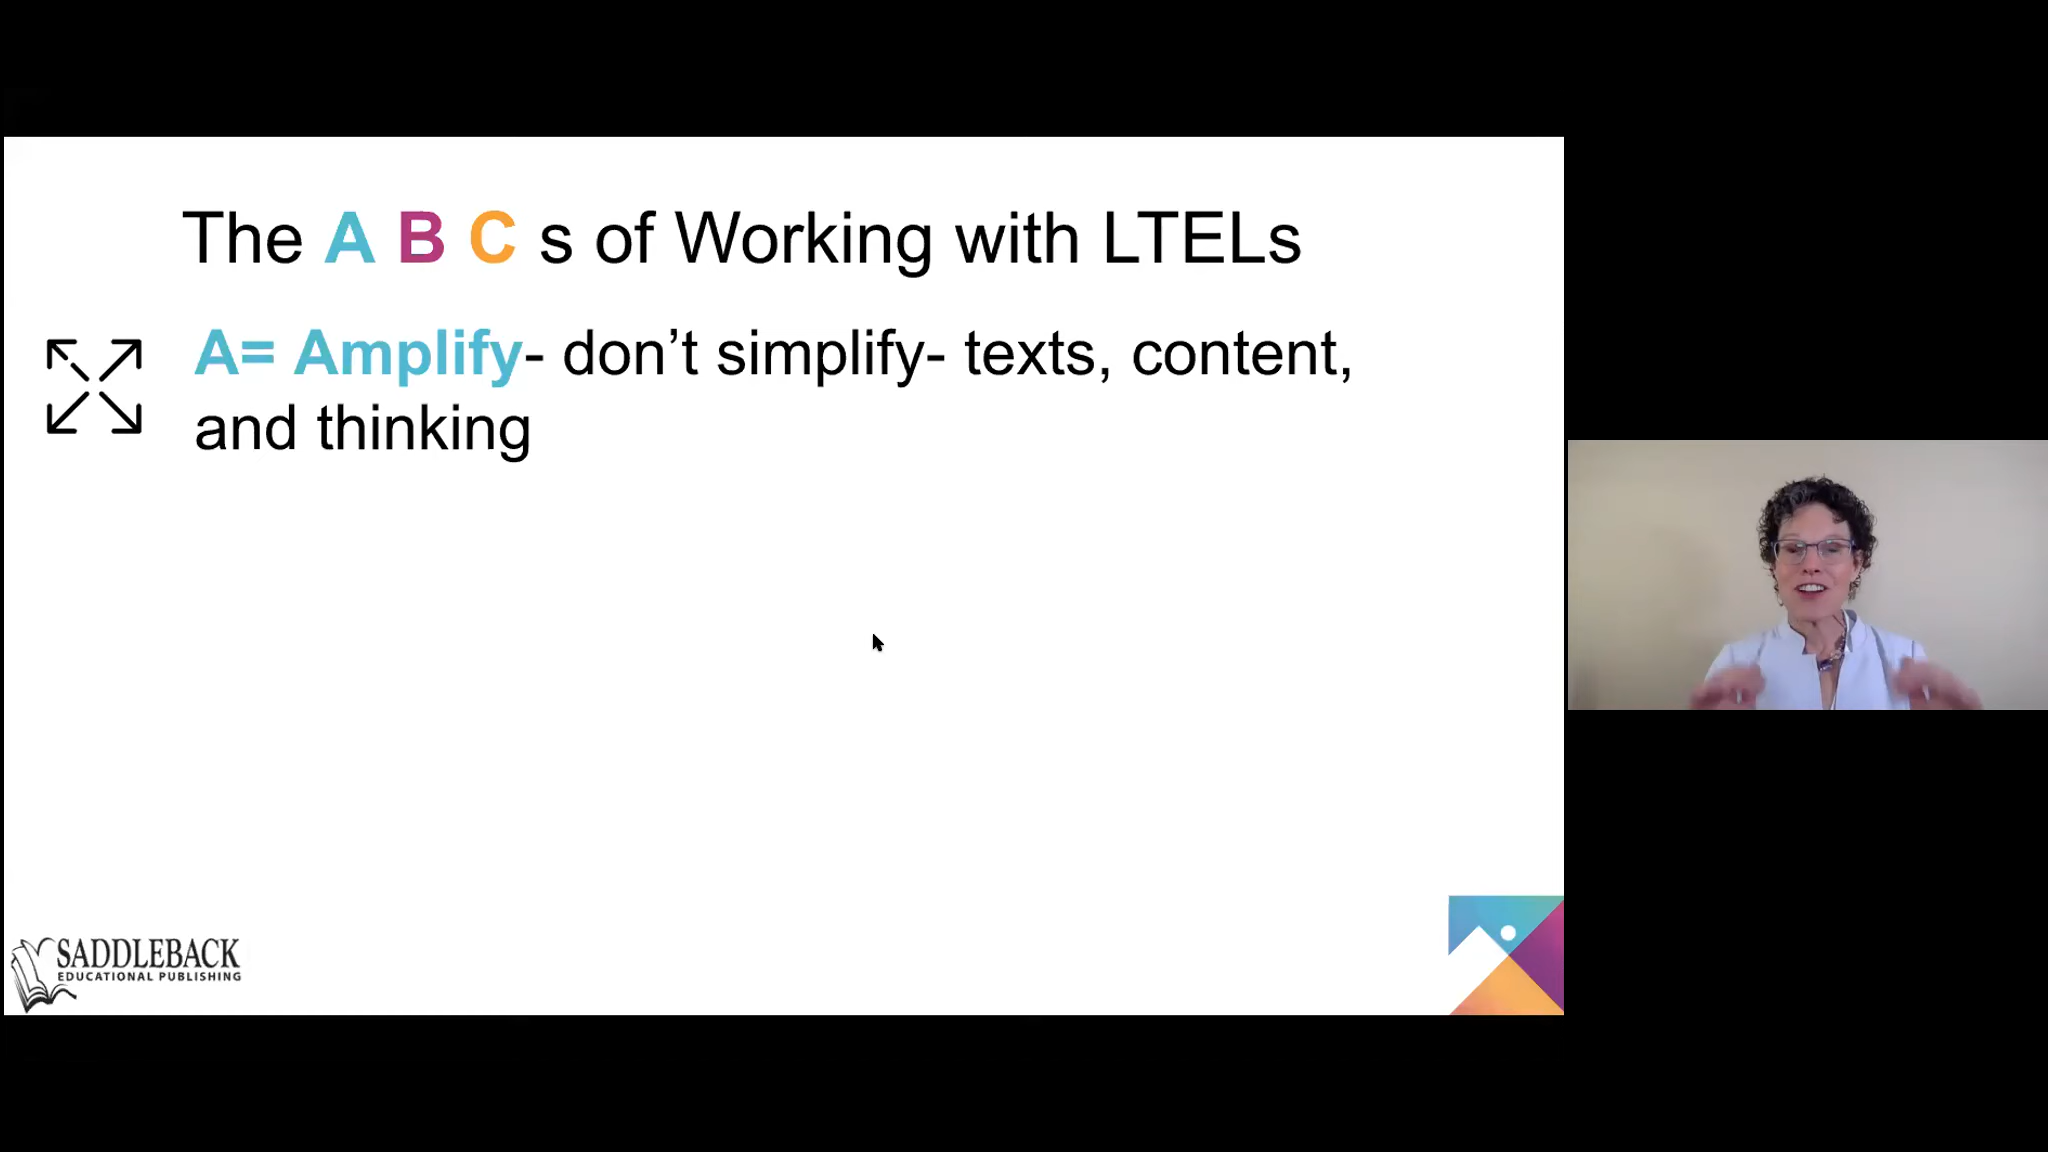 The A B C s of Working with LTELs
A= Amplify- don’t simplify- texts, content,
and thinking
SADDLEBACK
EDUCATIONAL PUBLISHING